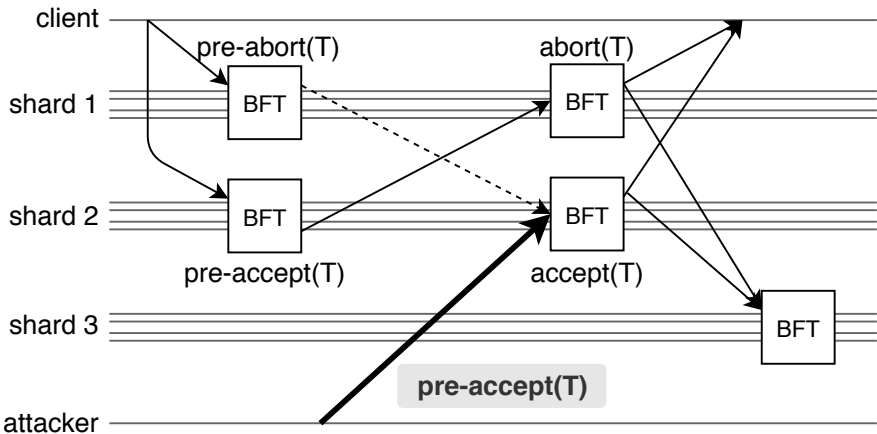 client
pre-abort(T)
abort(T)
shard 1
BFT
BFT
shard 2
BFT
BFT
pre-accept(T)
accept(T)
shard 3
BFT
pre-accept(T)
attacker